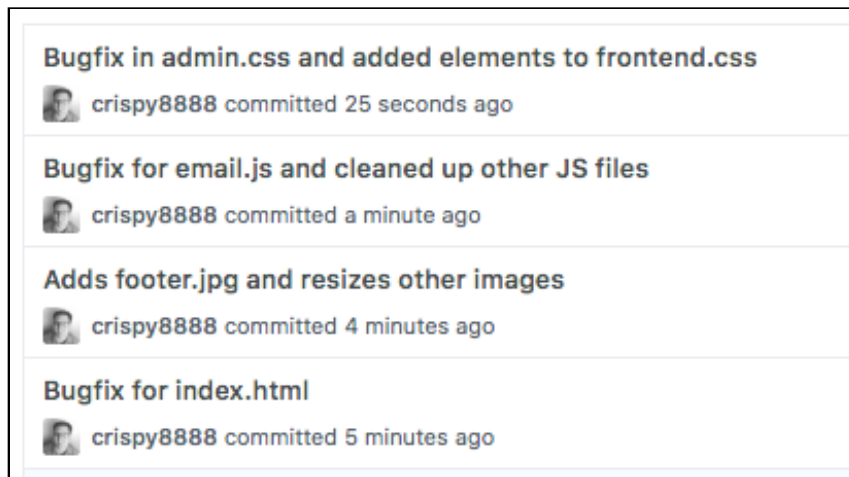 Bugfix in admin.css and added elements to frontend.css
crispy8888 committed 25 seconds ago
Bugfix for email.js and cleaned up other JS files
crispy8888 committed a minute ago
Adds footer.jpg and resizes other images
crispy8888 committed 4 minutes ago
Bugfix for index.html
crispy8888 committed 5 minutes ago